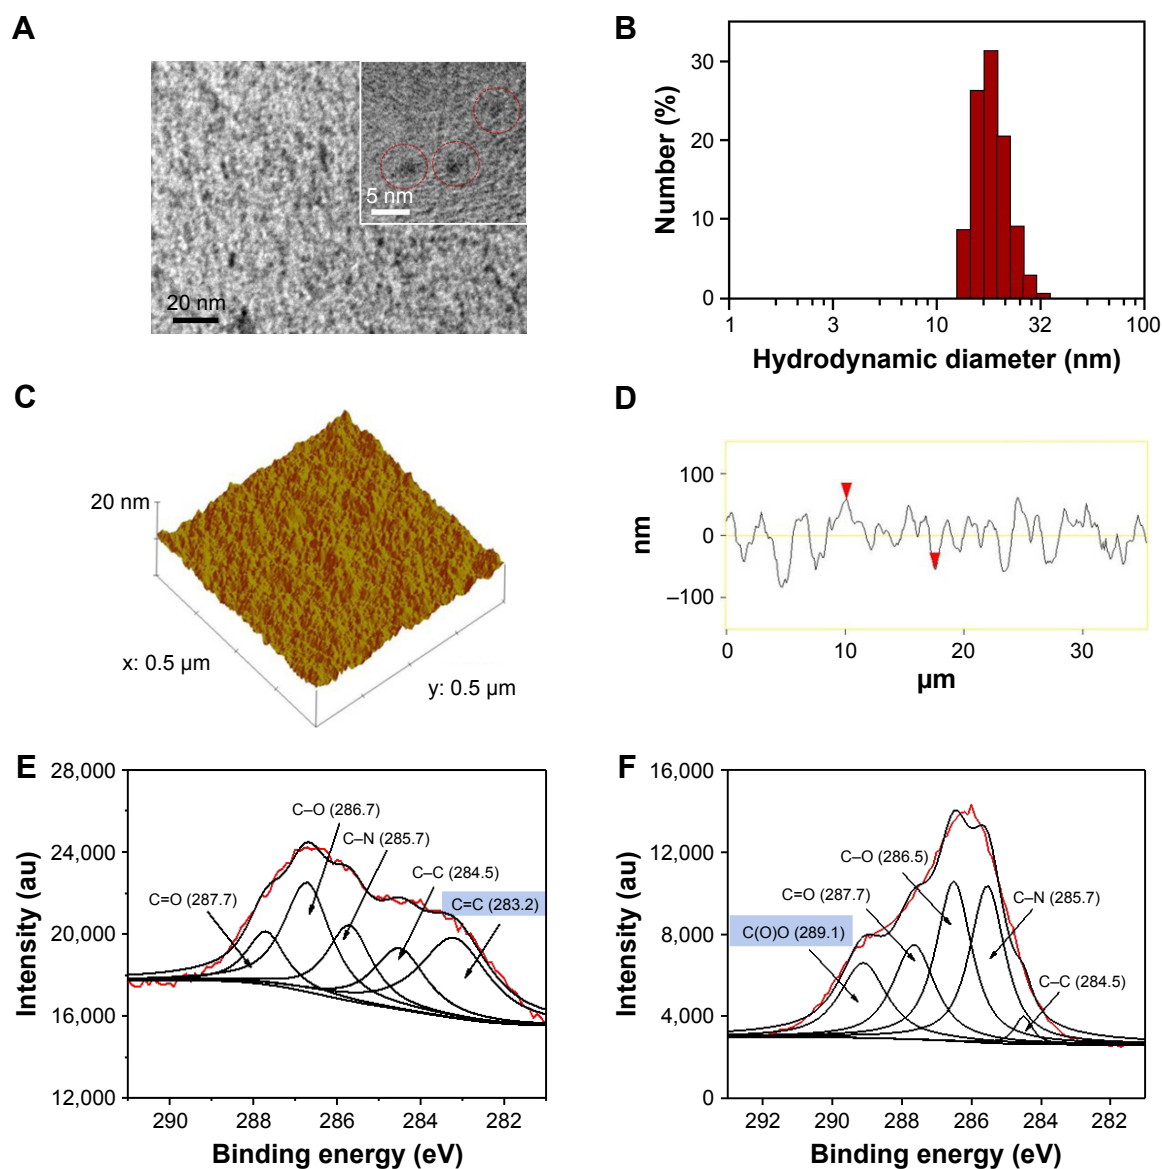 A
5 nm
20 nm
B
Number (%)
30
20
10
0
1
3
10
32
100
Hydrodynamic diameter (nm)
C
20 nm
x: 0.5 µm
y: 0.5 µm
D
nm
100
0
–100
0
10
20
30
µm
E
Intensity (au)
28,000
24,000
20,000
16,000
12,000
C–O (286.7)
C–N (285.7)
C–C (284.5)
C=O (287.7)
C=C (283.2)
290
288
286
284
282
Binding energy (eV)
F
Intensity (au)
16,000
12,000
8,000
4,000
0
C–O (286.5)
C=O (287.7)
C–N (285.7)
C(O)O (289.1)
C–C (284.5)
292
290
288
286
284
282
Binding energy (eV)